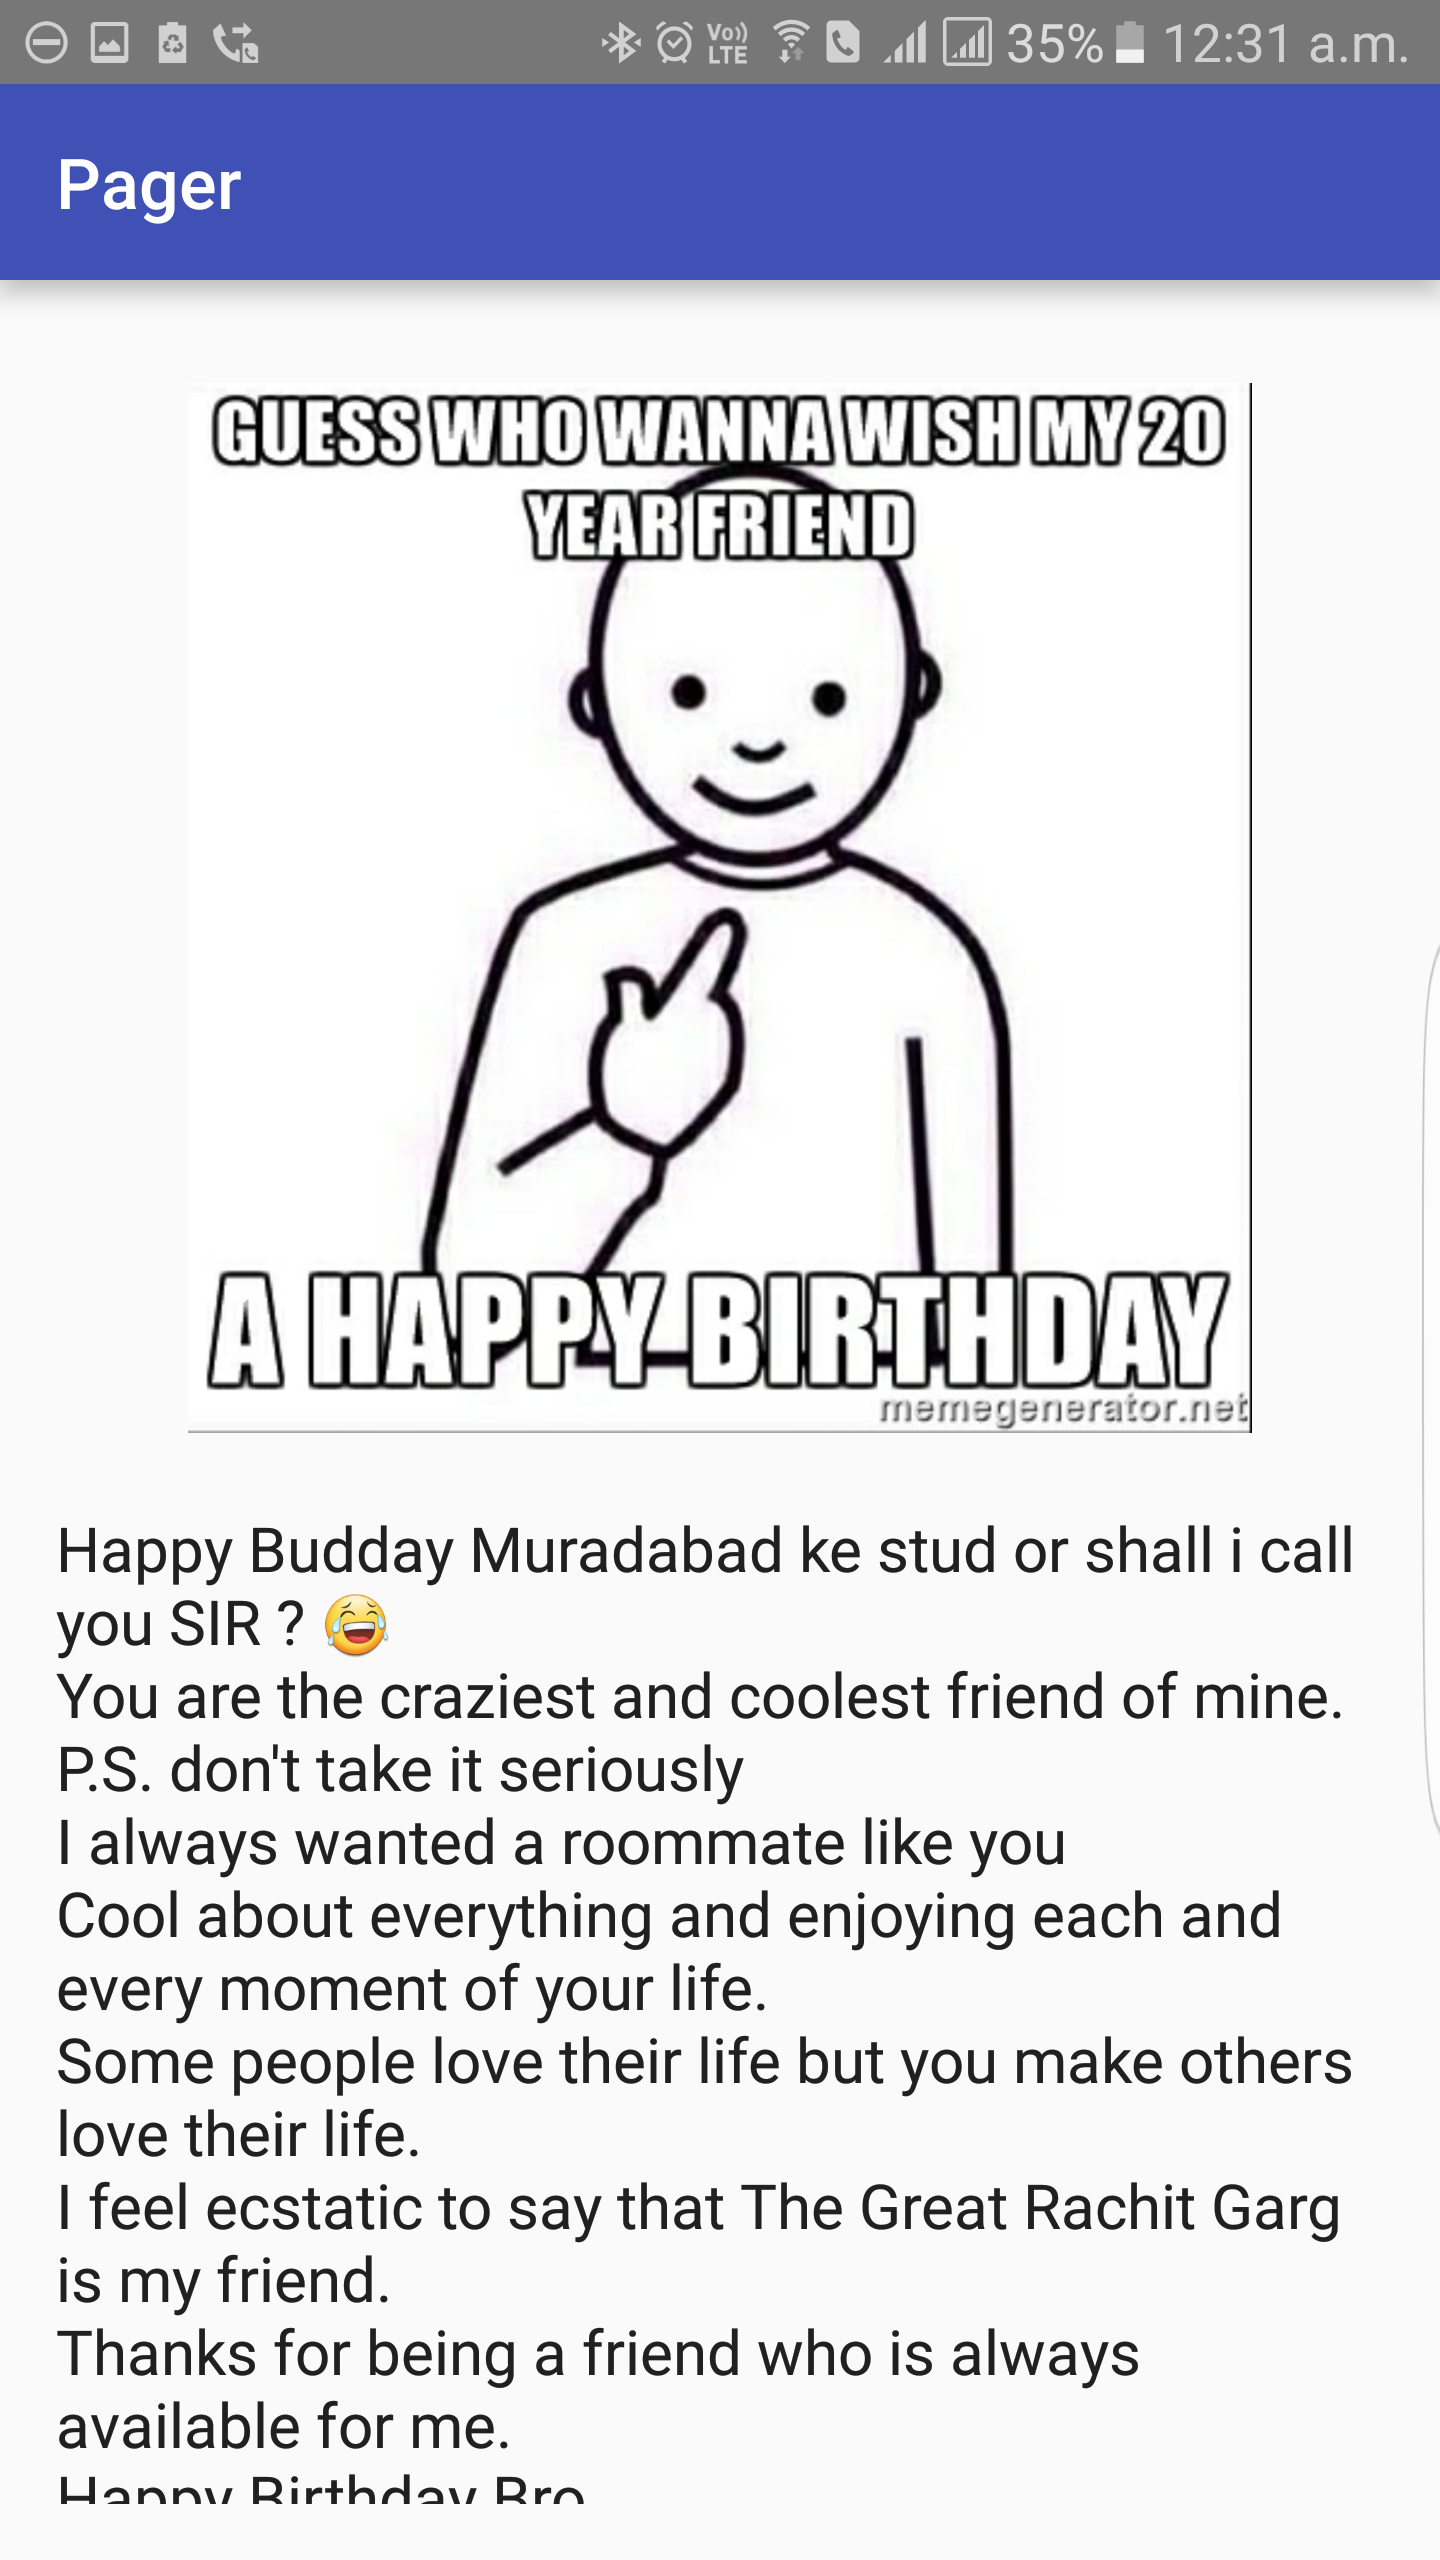 Vo)) LTE 35% 12:31 a.m.
Pager
GUESS WHO WANNA WISH MY 20
YEAR FRIEND
A HAPPY BIRTHDAY
memegenerator.net
Happy Budday Muradabad ke stud or shall i call
you SIR ? 😂
You are the craziest and coolest friend of mine.
P.S. don't take it seriously
I always wanted a roommate like you
Cool about everything and enjoying each and
every moment of your life.
Some people love their life but you make others
love their life.
I feel ecstatic to say that The Great Rachit Garg
is my friend.
Thanks for being a friend who is always
available for me.
Happy Birthday Bro